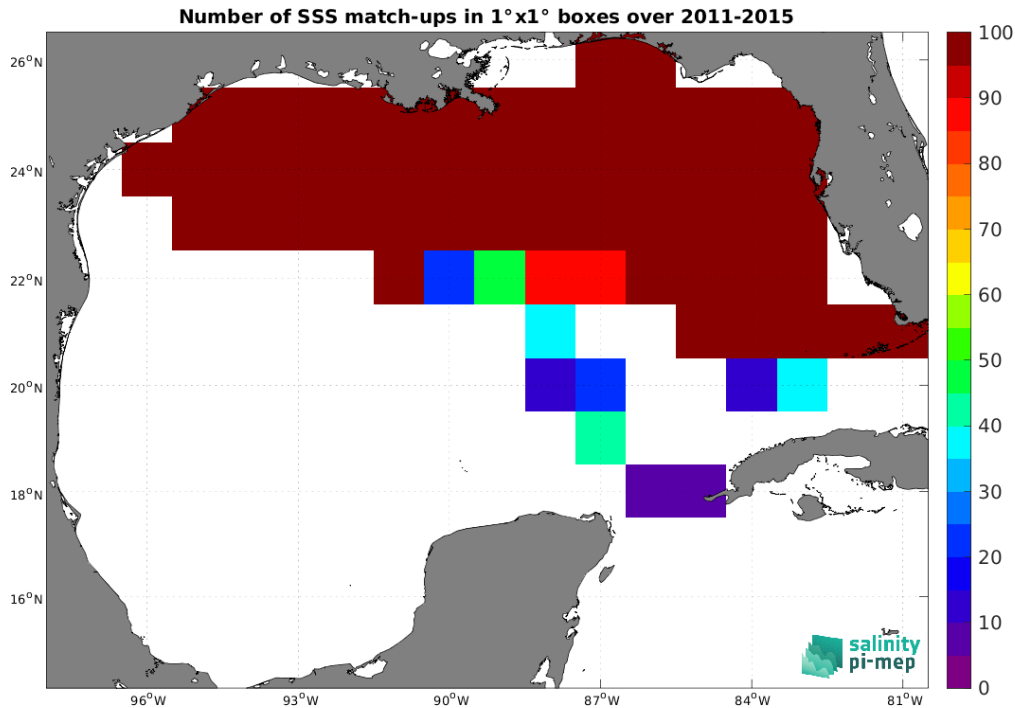 Number of SSS match-ups in 1°x1° boxes over 2011-2015
26°N
24°N
22°N
20°N
18°N
16°N
96°W
93°W
90°W
87°W
84°W
81°W
100
90
80
70
60
50
40
30
20
10
0
salinity
pi-mep